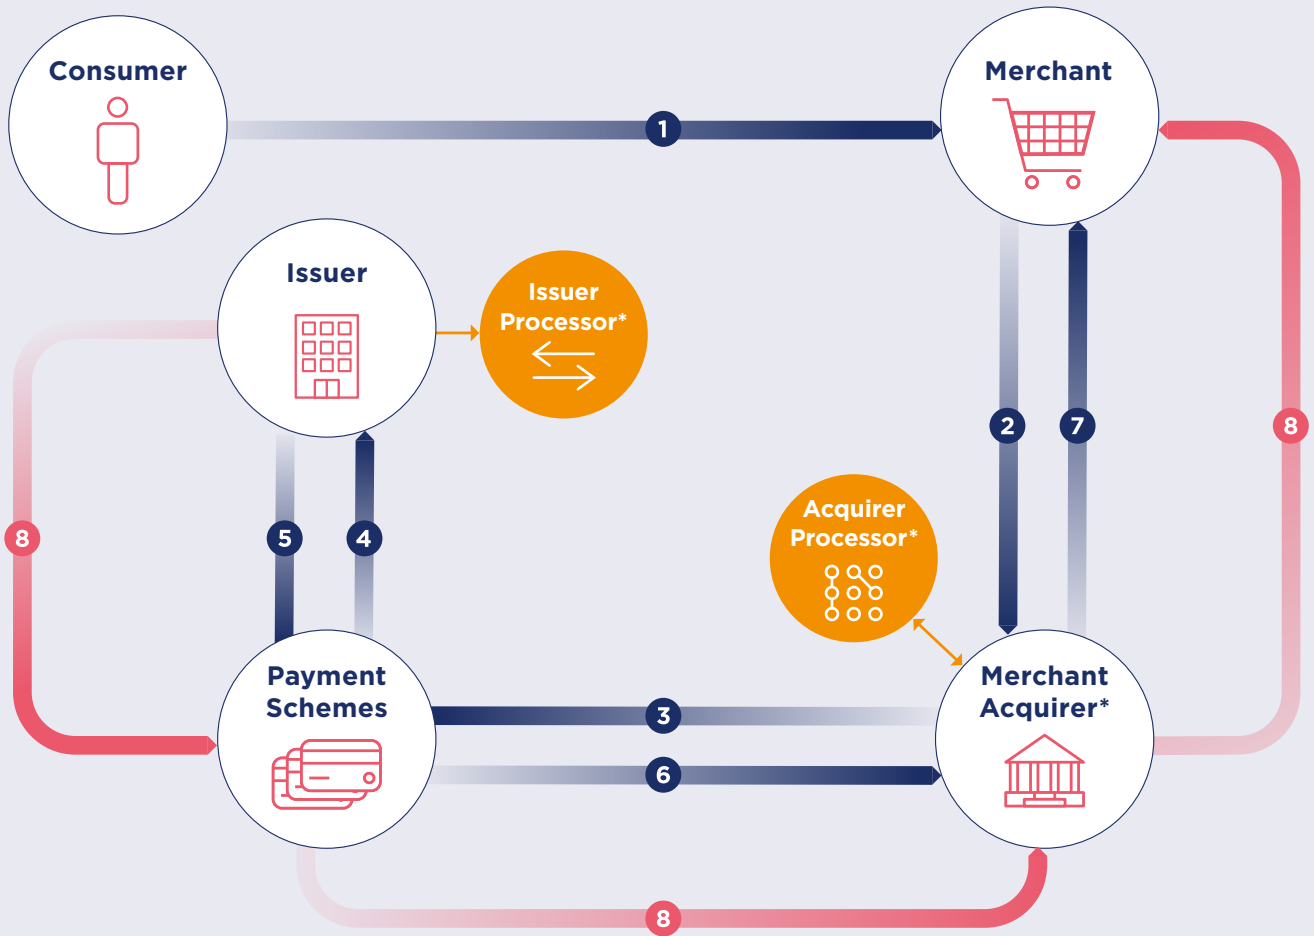 Consumer
Merchant
1
Issuer
Issuer
Processor*
2
7
8
Acquirer
Processor*
8
5
4
Payment
Schemes
Merchant
Acquirer*
3
6
8